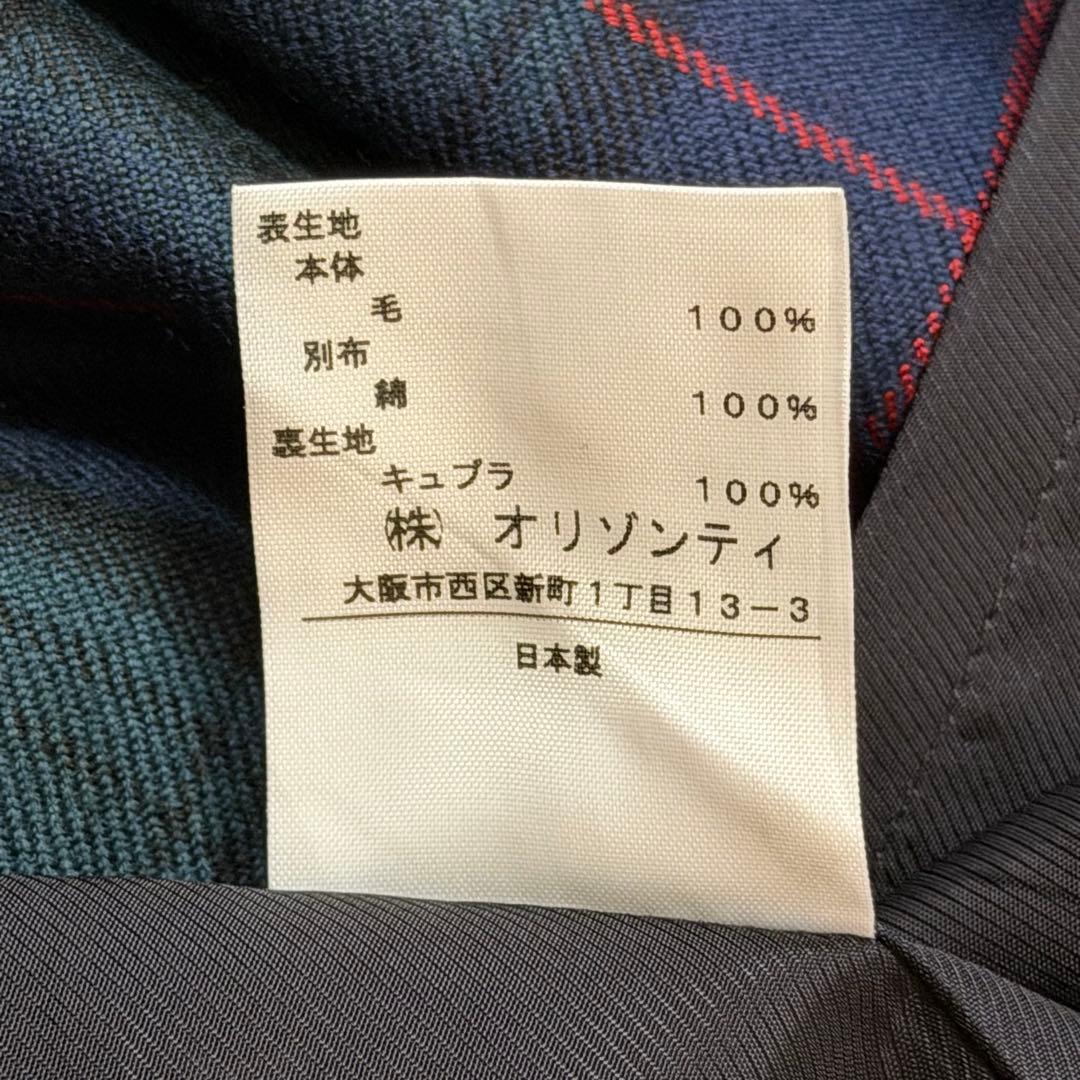 表生地
本体
毛 100%
別布
綿 100%
裏生地
キュプラ 100%
㈱ オリゾンティ
大阪市西区新町1丁目13-3
日本製